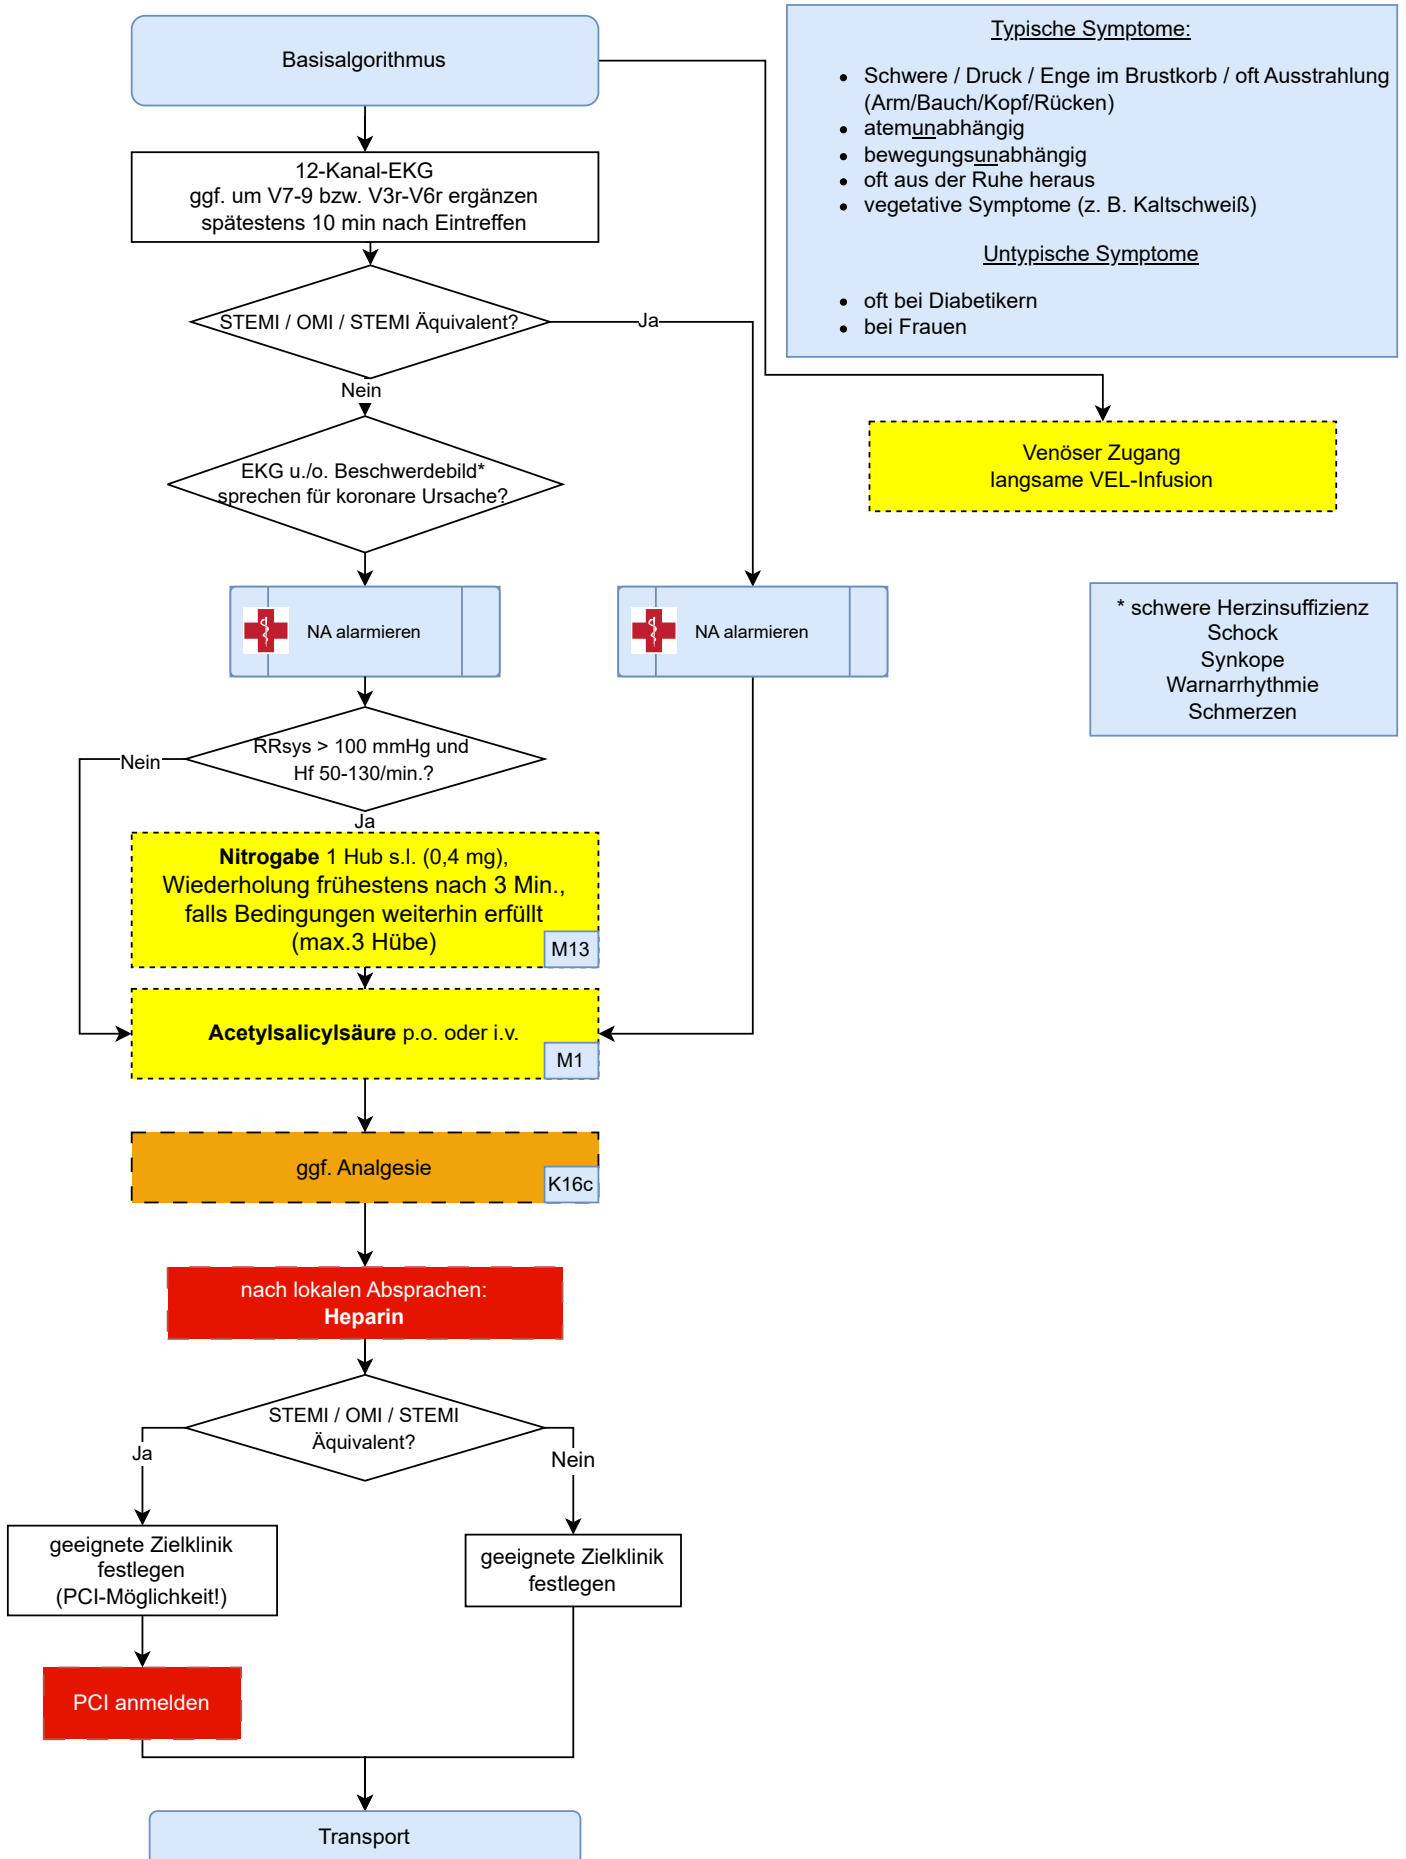 Basisalgorithmus
Typische Symptome:
Schwere / Druck / Enge im Brustkorb / oft Ausstrahlung
(Arm/Bauch/Kopf/Rücken)
atemunabhängig
bewegungsunabhängig
oft aus der Ruhe heraus
vegetative Symptome (z. B. Kaltschweiß)
Untypische Symptome
oft bei Diabetikern
bei Frauen
12-Kanal-EKG
ggf. um V7-9 bzw. V3r-V6r ergänzen
spätestens 10 min nach Eintreffen
STEMI / OMI / STEMI Äquivalent?
Ja
Nein
Venöser Zugang
langsame VEL-Infusion
EKG u./o. Beschwerdebild*
sprechen für koronare Ursache?
NA alarmieren
NA alarmieren
* schwere Herzinsuffizienz
Schock
Synkope
Warnarrhythmie
Schmerzen
RRsys > 100 mmHg und
Hf 50-130/min.?
Nein
Ja
Nitrogabe 1 Hub s.l. (0,4 mg),
Wiederholung frühestens nach 3 Min.,
falls Bedingungen weiterhin erfüllt
(max.3 Hübe)
M13
Acetylsalicylsäure p.o. oder i.v.
M1
ggf. Analgesie
K16c
nach lokalen Absprachen:
Heparin
STEMI / OMI / STEMI
Äquivalent?
Ja
Nein
geeignete Zielklinik
festlegen
(PCI-Möglichkeit!)
geeignete Zielklinik
festlegen
PCI anmelden
Transport